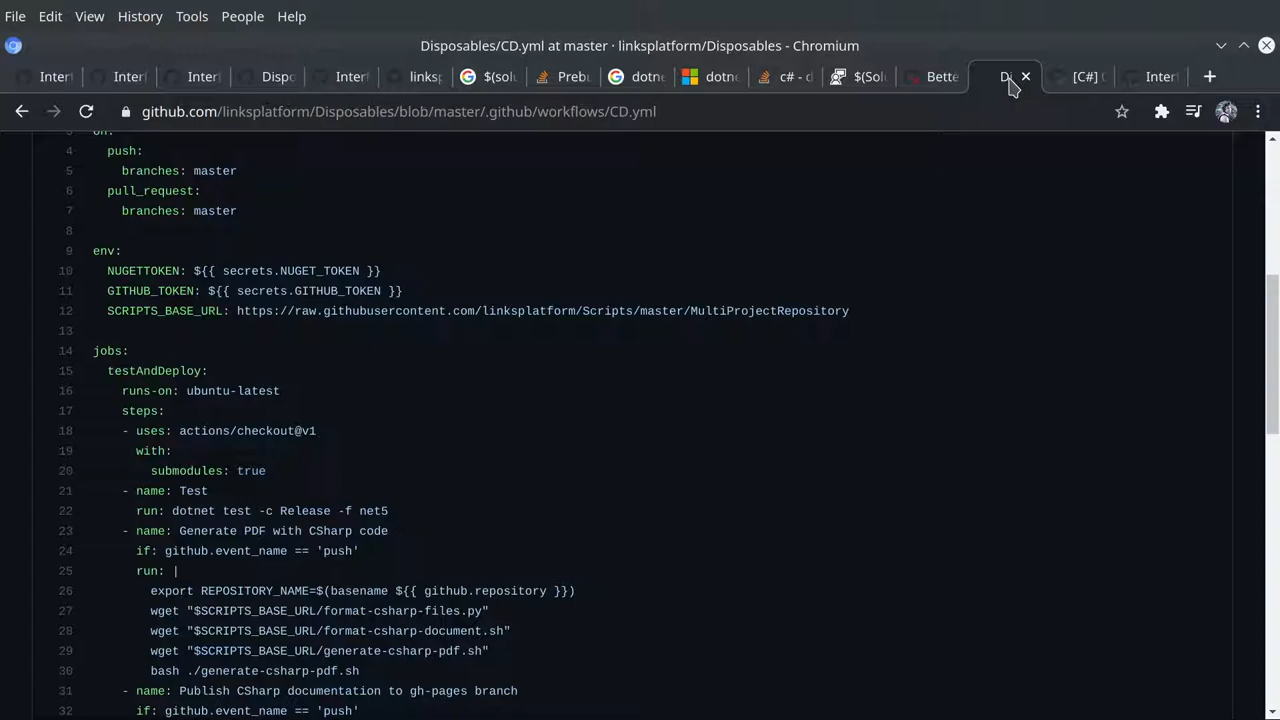 File Edit View History Tools People Help
Disposables/CD.yml at master · linksplatform/Disposables - Chromium
Interf Interf Interf Dispo Interf links $(solu Prebu dotne dotne c# - d $(Sol Bette Di [C#] Interf
github.com/linksplatform/Disposables/blob/master/.github/workflows/CD.yml
3 on:
4 push:
5 branches: master
6 pull_request:
7 branches: master
8
9 env:
10 NUGETTOKEN: ${{ secrets.NUGET_TOKEN }}
11 GITHUB_TOKEN: ${{ secrets.GITHUB_TOKEN }}
12 SCRIPTS_BASE_URL: https://raw.githubusercontent.com/linksplatform/Scripts/master/MultiProjectRepository
13
14 jobs:
15 testAndDeploy:
16 runs-on: ubuntu-latest
17 steps:
18 - uses: actions/checkout@v1
19 with:
20 submodules: true
21 - name: Test
22 run: dotnet test -c Release -f net5
23 - name: Generate PDF with CSharp code
24 if: github.event_name == 'push'
25 run: |
26 export REPOSITORY_NAME=$(basename ${{ github.repository }})
27 wget "$SCRIPTS_BASE_URL/format-csharp-files.py"
28 wget "$SCRIPTS_BASE_URL/format-csharp-document.sh"
29 wget "$SCRIPTS_BASE_URL/generate-csharp-pdf.sh"
30 bash ./generate-csharp-pdf.sh
31 - name: Publish CSharp documentation to gh-pages branch
32 if: github.event_name == 'push'